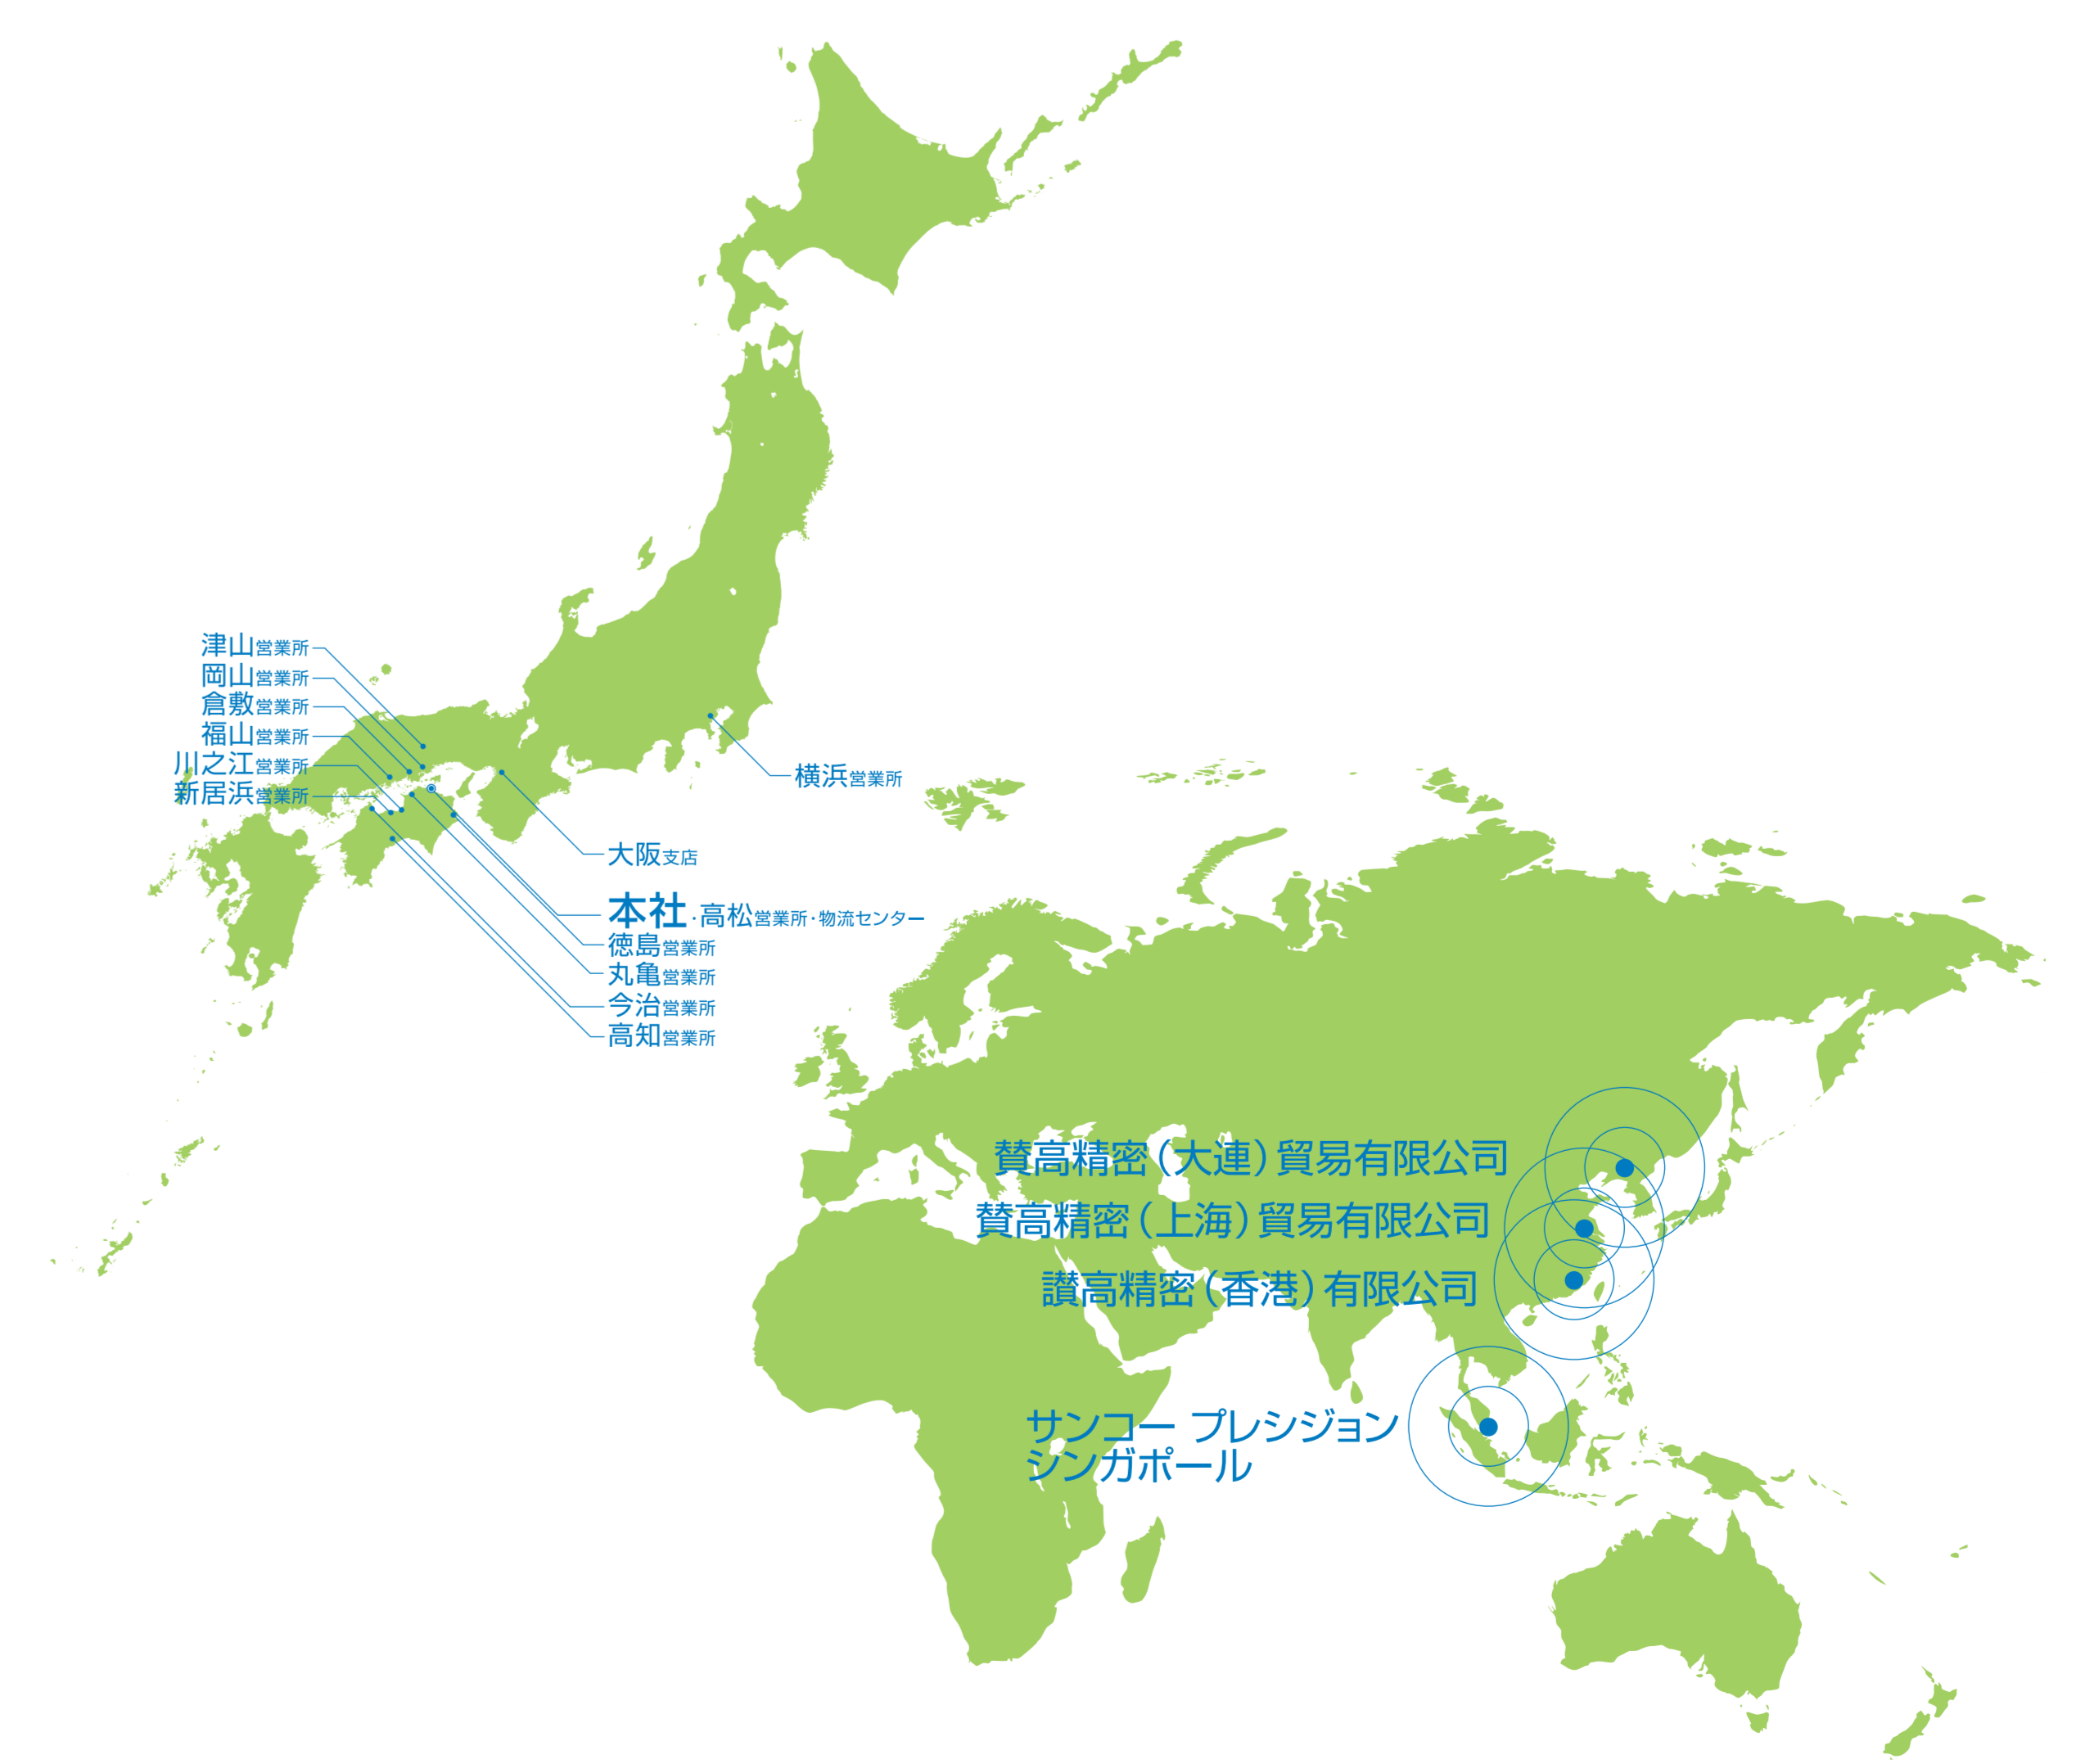 津山営業所
岡山営業所
倉敷営業所
福山営業所
川之江営業所
新居浜営業所
横浜営業所
大阪支店
本社・高松営業所・物流センター
徳島営業所
丸亀営業所
今治営業所
高知営業所
賛高精密（大連）貿易有限公司
賛高精密（上海）貿易有限公司
讃高精密（香港）有限公司
サンコー プレシジョン
シンガポール